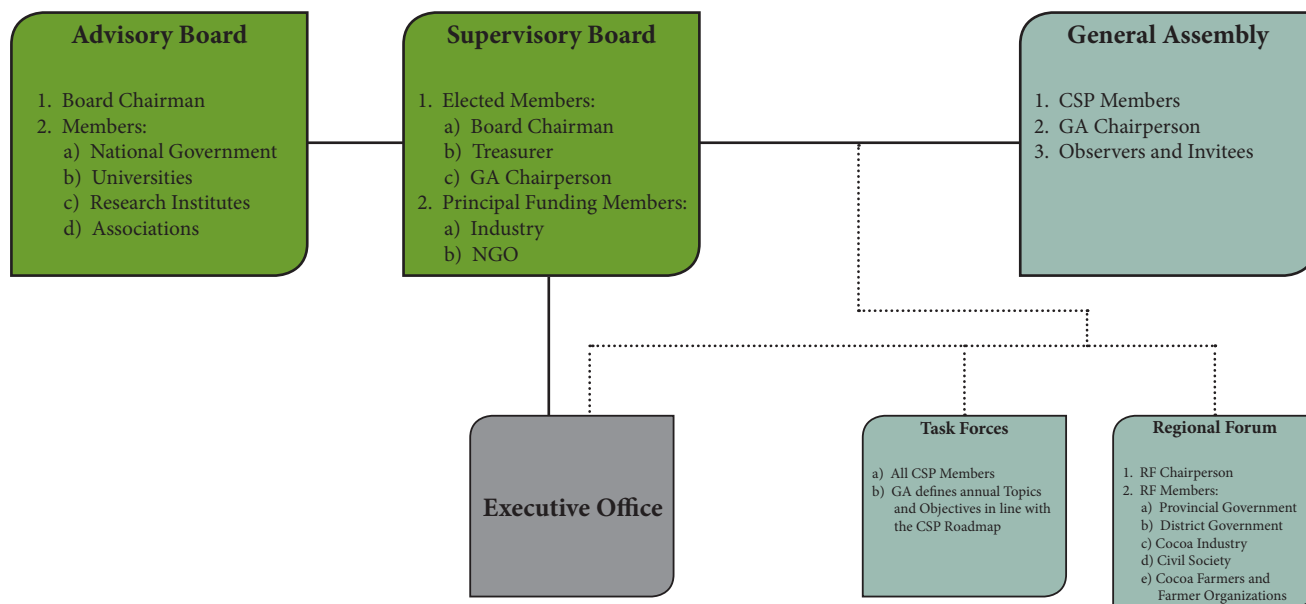 Advisory Board
1. Board Chairman
2. Members:
a) National Government
b) Universities
c) Research Institutes
d) Associations
Supervisory Board
1. Elected Members:
a) Board Chairman
b) Treasurer
c) GA Chairperson
2. Principal Funding Members:
a) Industry
b) NGO
General Assembly
1. CSP Members
2. GA Chairperson
3. Observers and Invitees
Executive Office
Task Forces
a) All CSP Members
b) GA defines annual Topics
and Objectives in line with
the CSP Roadmap
Regional Forum
1. RF Chairperson
2. RF Members:
a) Provincial Government
b) District Government
c) Cocoa Industry
d) Civil Society
e) Cocoa Farmers and
Farmer Organizations